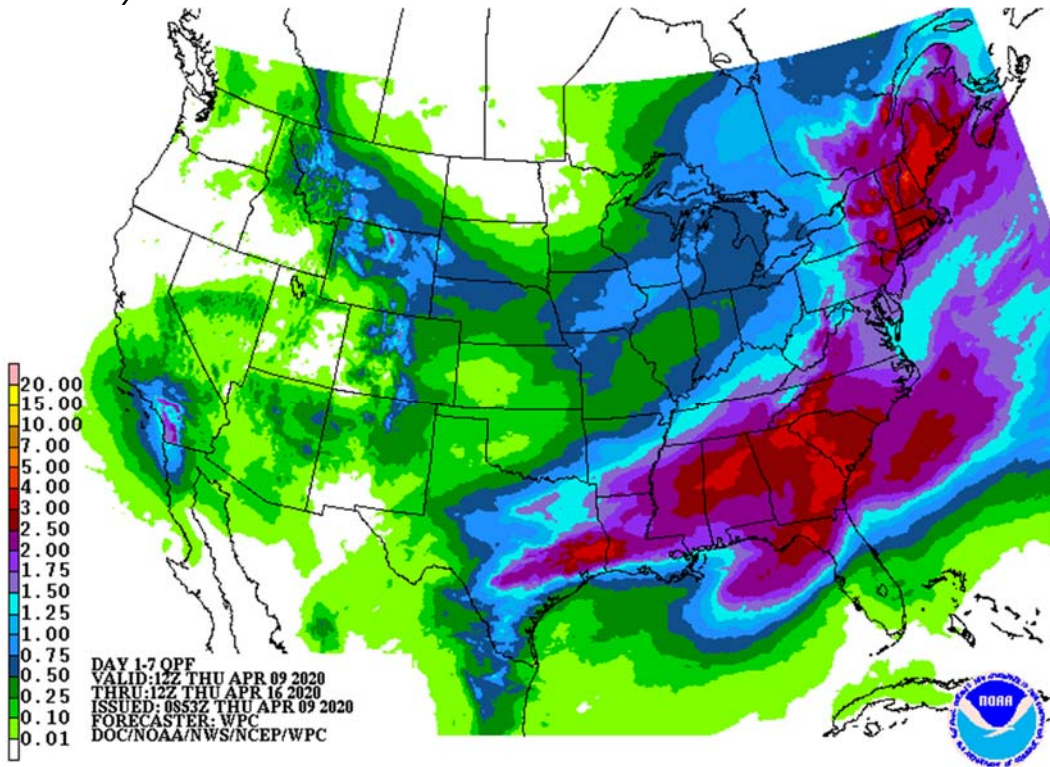 20.00
15.00
10.00
7.00
5.00
4.00
3.00
2.50
2.00
1.75
1.50
1.25
1.00
0.75
0.50
0.25
0.10
0.01
DAY 1-7 QPF
VALID:12Z THU APR 09 2020
THRU:12Z THU APR 16 2020
ISSUED: 0853Z THU APR 09 2020
FORECASTER: WPC
DOC/NOAA/NWS/NCEP/WPC
NOAA